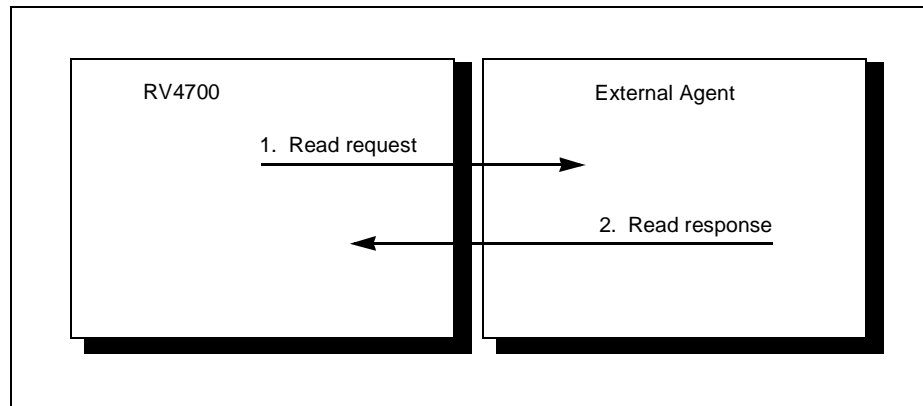 RV4700
External Agent
1. Read request
2. Read response